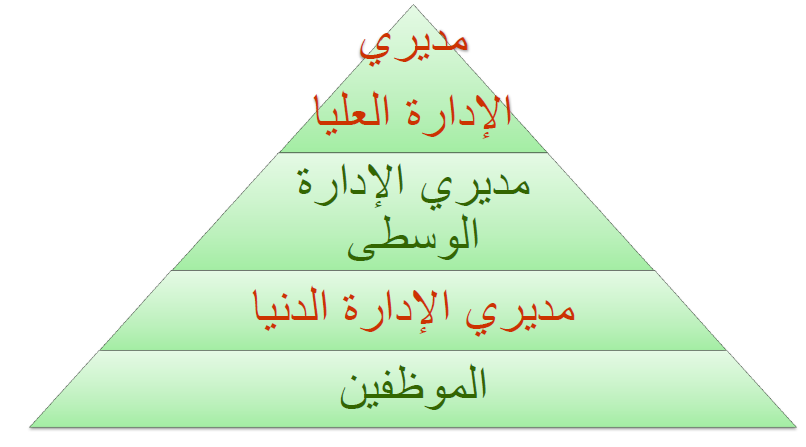 مديري
الإدارة العليا
مديري الإدارة
الوسطى
مديري الإدارة الدنيا
الموظفين